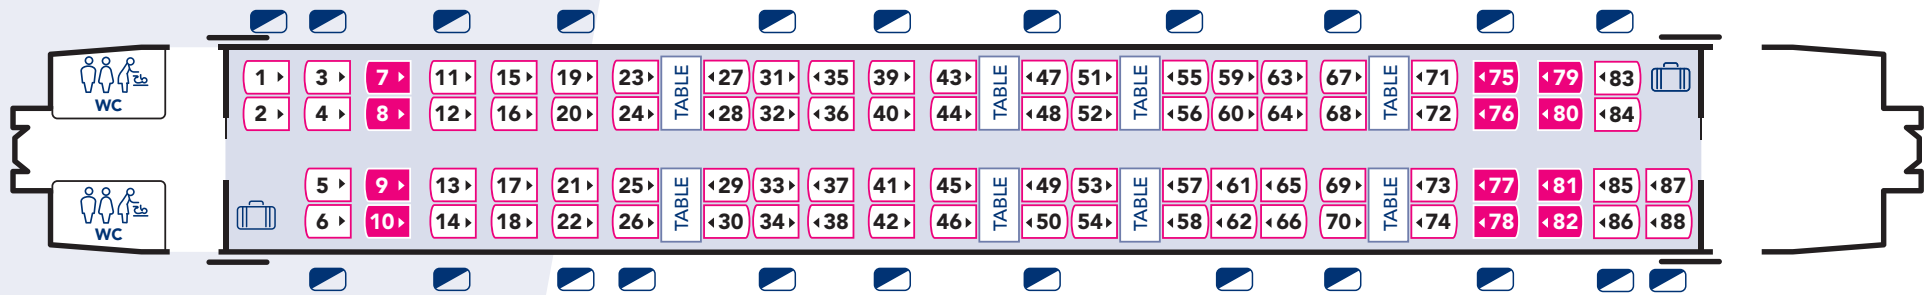 1 3 7 11 15 19 23 TABLE 27 31 35 39 43 TABLE 47 51 TABLE 55 59 63 67 TABLE 71 75 79 83
WC
2 4 8 12 16 20 24 28 32 36 40 44 48 52 56 60 64 68 72 76 80 84
5 9 13 17 21 25 TABLE 29 33 37 41 45 TABLE 49 53 TABLE 57 61 65 69 TABLE 73 77 81 85 87
6 10 14 18 22 26 30 34 38 42 46 50 54 58 62 66 70 74 78 82 86 88
WC